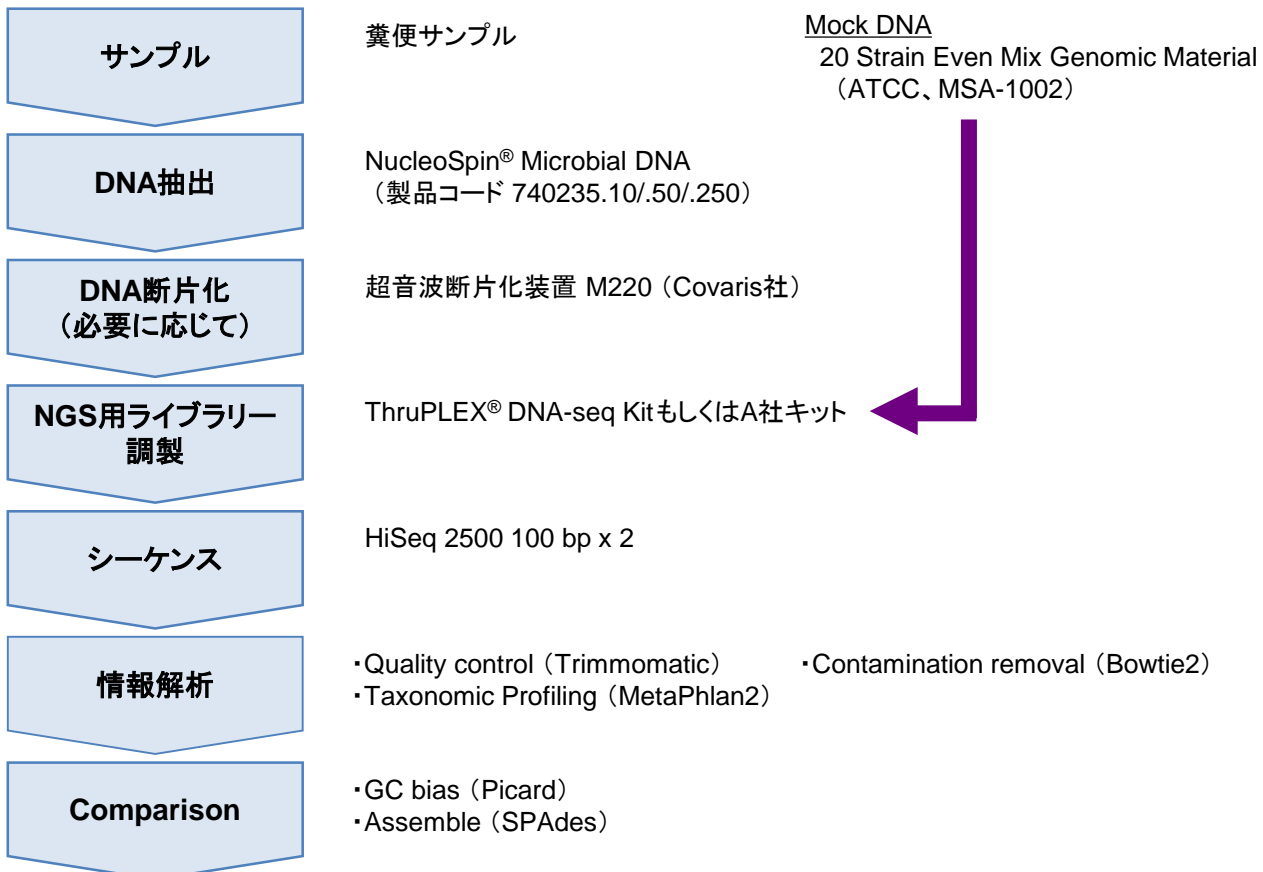 サンプル
糞便サンプル
Mock DNA
20 Strain Even Mix Genomic Material
（ATCC、MSA-1002）
DNA抽出
NucleoSpin® Microbial DNA
（製品コード 740235.10/.50/.250）
DNA断片化
（必要に応じて）
超音波断片化装置 M220（Covaris社）
NGS用ライブラリー
調製
ThruPLEX® DNA-seq Kitもしくは A社キット
シーケンス
HiSeq 2500 100 bp x 2
情報解析
・Quality control（Trimmomatic）
・Contamination removal（Bowtie2）
・Taxonomic Profiling（MetaPhlan2）
Comparison
・GC bias（Picard）
・Assemble（SPAdes）